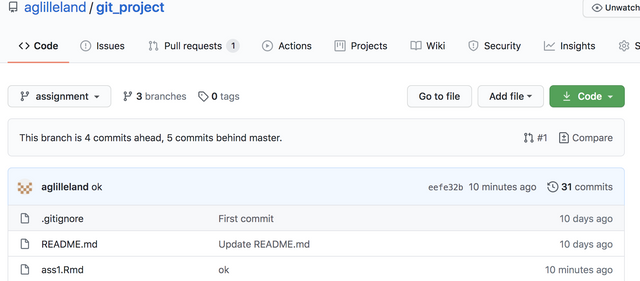 aglilleland / git_project
Unwatch
Code Issues Pull requests 1 Actions Projects Wiki Security Insights S
assignment 3 branches 0 tags Go to file Add file Code
This branch is 4 commits ahead, 5 commits behind master. #1 Compare
aglilleland ok eefe32b 10 minutes ago 31 commits
.gitignore First commit 10 days ago
README.md Update README.md 10 days ago
ass1.Rmd ok 10 minutes ago